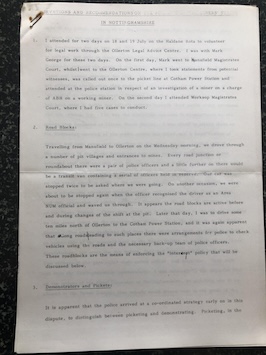 IN NOTTINGHAMSHIRE
1. I attended for two days on 18 and 19 July on the Haldane Rota to
for legal work through the Ollerton Legal Advice Centre. I was with Mark
George for these two days. On the first day, Mark went to Mansfield Magistrates
Court, whilst I went to the Ollerton Centre, where I took statements from potential
witnesses, was called out once to the picket line at Cotham Power Station and
attended at the police station in respect of an investigation of a miner on a charge
of ABH on a working miner. On the second day I attended Worksop Magistrates
Court, where I had five cases to conduct.
2. Road Blocks:
Travelling from Mansfield to Ollerton on the Wednesday morning, we drove through
a number of pit villages and entrances to mines. Every road junction or
roundabout there were a pair of police officers and a little further on there would
be a transit van containing a serial of officers held in reserve. Our car was
stopped twice to be asked where we were going. On another occasion, we were
about to be stopped again when the officer recognised the driver as an Area
NUM official and waved us through. It appears the road blocks are active before
and during changes of the shift at the pit. Later that day, I was to drive some
ten miles north of Ollerton to the Cotham Power Station, and it was again apparent
that along roads leading to such places there were arrangements for police to check
vehicles using the roads and the necessary back-up team of police officers.
These roadblocks are the means of enforcing the policy that will be
discussed below.
3. Demonstrators and Pickets:
It is apparent that the police arrived at a co-ordinated strategy early on in this
dispute, to distinguish between picketing and demonstrating. Picketing, in the